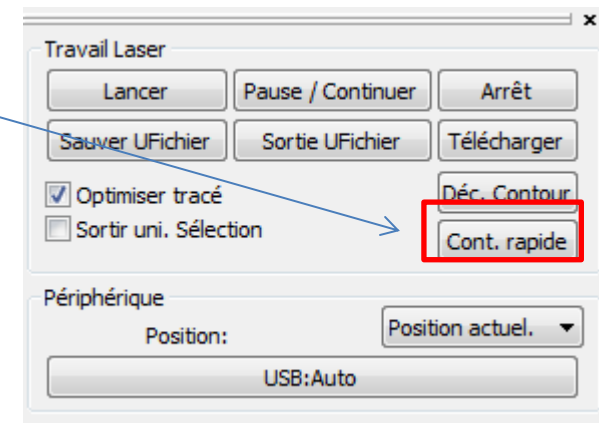 Travail Laser
Lancer Pause / Continuer Arrêt
Sauver UFichier Sortie UFichier Télécharger
Optimiser tracé Déc. Contour
Sortir uni. Sélection Cont. rapide
Périphérique
Position: Position actuel.
USB:Auto